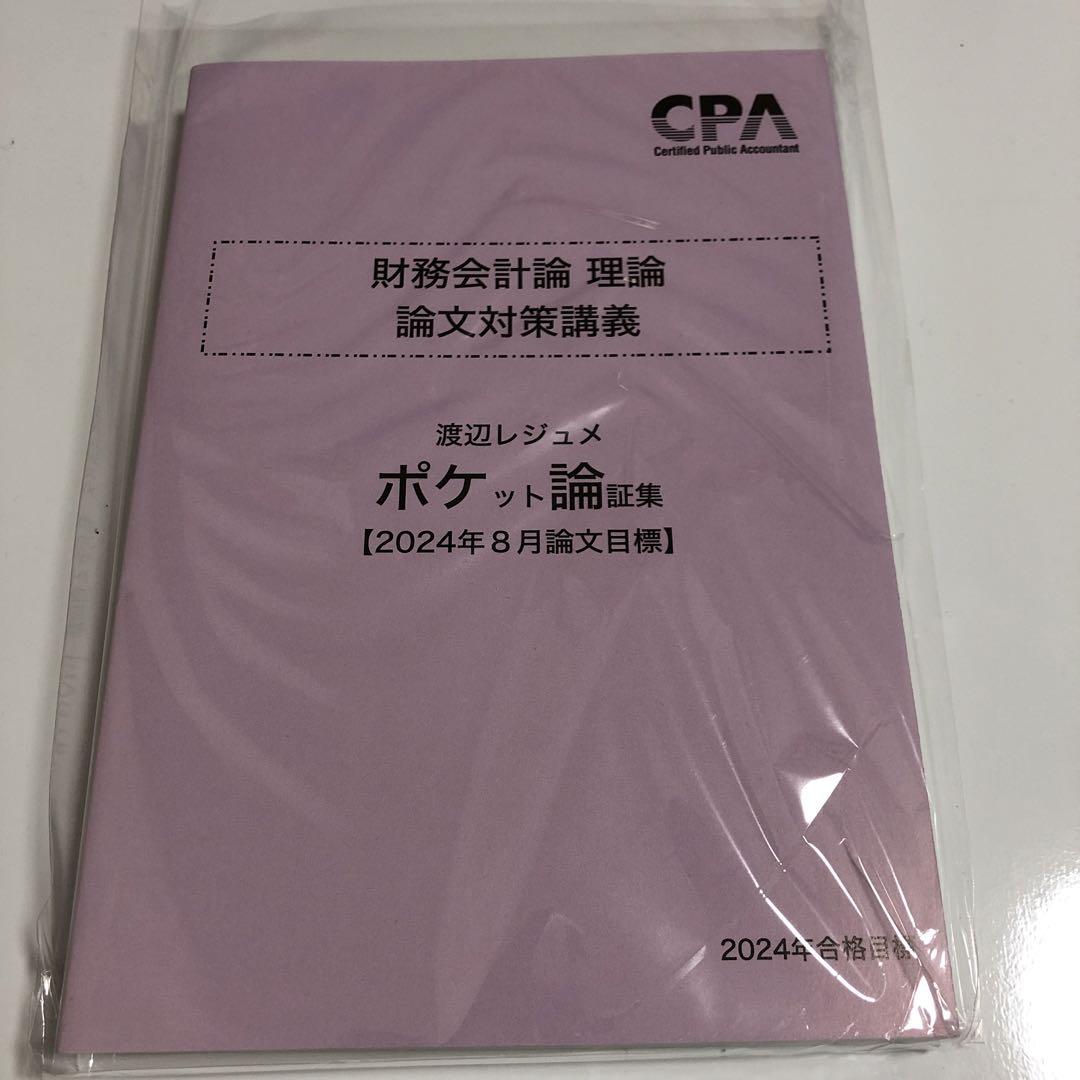 CPA
Certified Public Accountant
財務会計論 理論
論文対策講義
渡辺レジュメ
ポケット論証集
【2024年8月論文目標】
2024年合格目標